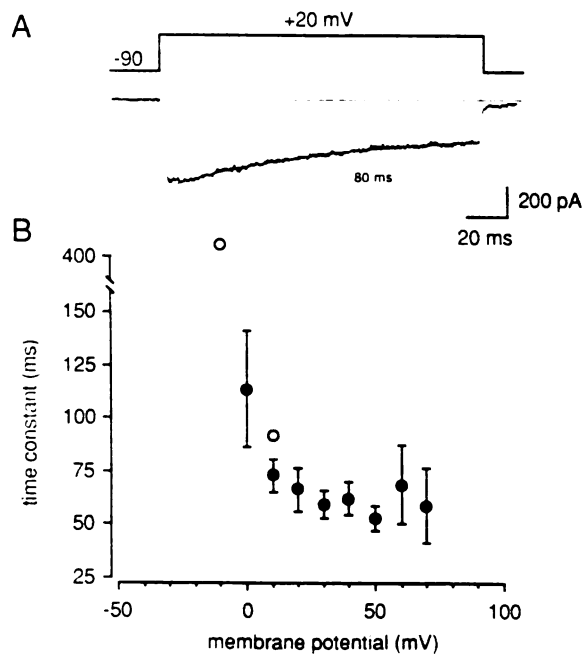 A
+20 mV
-90
80 ms
200 pA
20 ms
B
400
150
125
100
75
50
25
time constant (ms)
-50 0 50 100
membrane potential (mV)